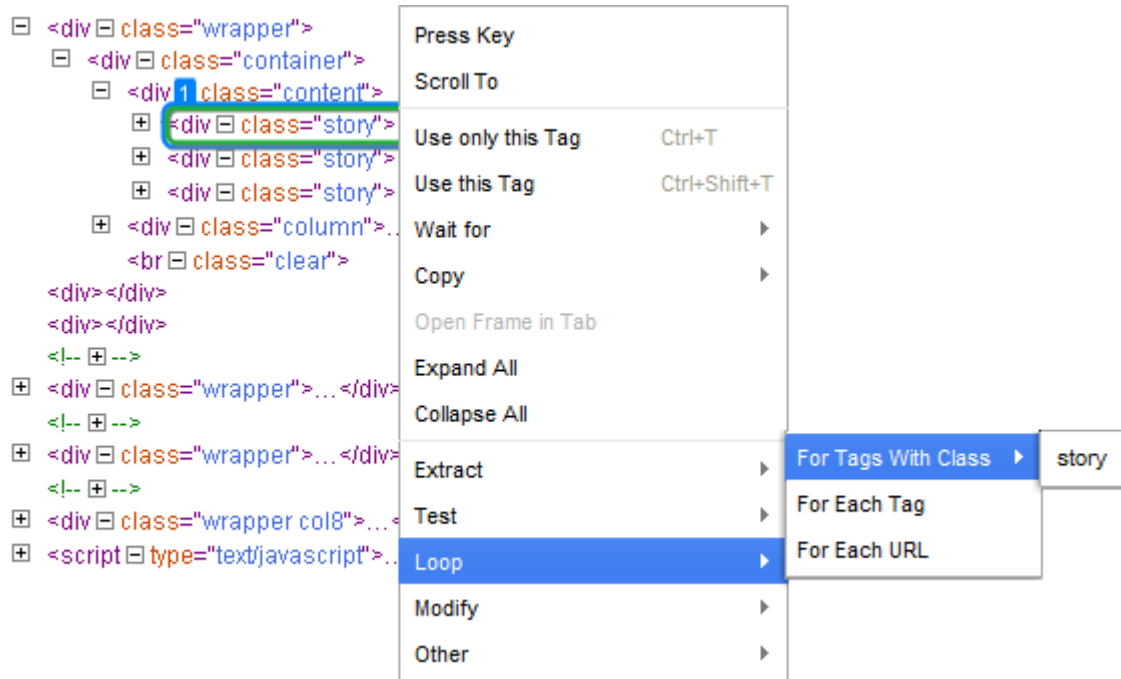 <div class="wrapper">
<div class="container">
<div 1 class="content">
<div class="story">
<div class="story">
<div class="story">
<div class="column">..
<br class="clear">
<div></div>
<div></div>
<!-- -->
<div class="wrapper">...</div>
<!-- -->
<div class="wrapper">...</div>
<!-- -->
<div class="wrapper col8">...<
<script type="text/javascript">..
Press Key
Scroll To
Use only this Tag Ctrl+T
Use this Tag Ctrl+Shift+T
Wait for
Copy
Open Frame in Tab
Expand All
Collapse All
Extract
Test
Loop
Modify
Other
For Tags With Class
For Each Tag
For Each URL
story